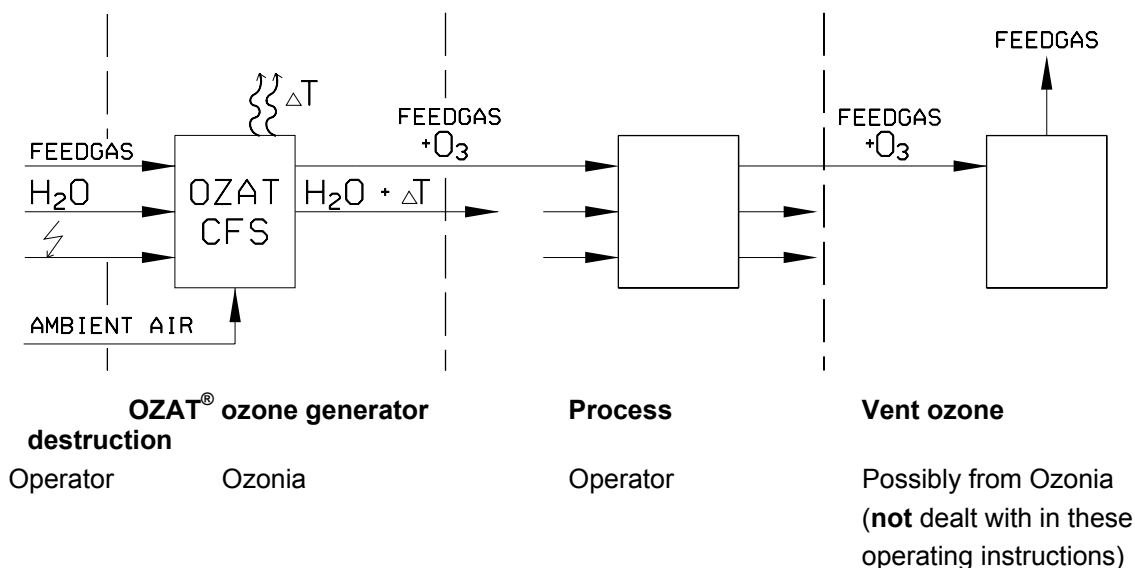 FEEDGAS
ΔT
FEEDGAS
+O₃
FEEDGAS
+O₃
FEEDGAS
H₂O
OZAT
CFS
H₂O + ΔT
AMBIENT AIR
OZAT® ozone generator Process Vent ozone
destruction
Operator Ozonia Operator Possibly from Ozonia
(not dealt with in these
operating instructions)